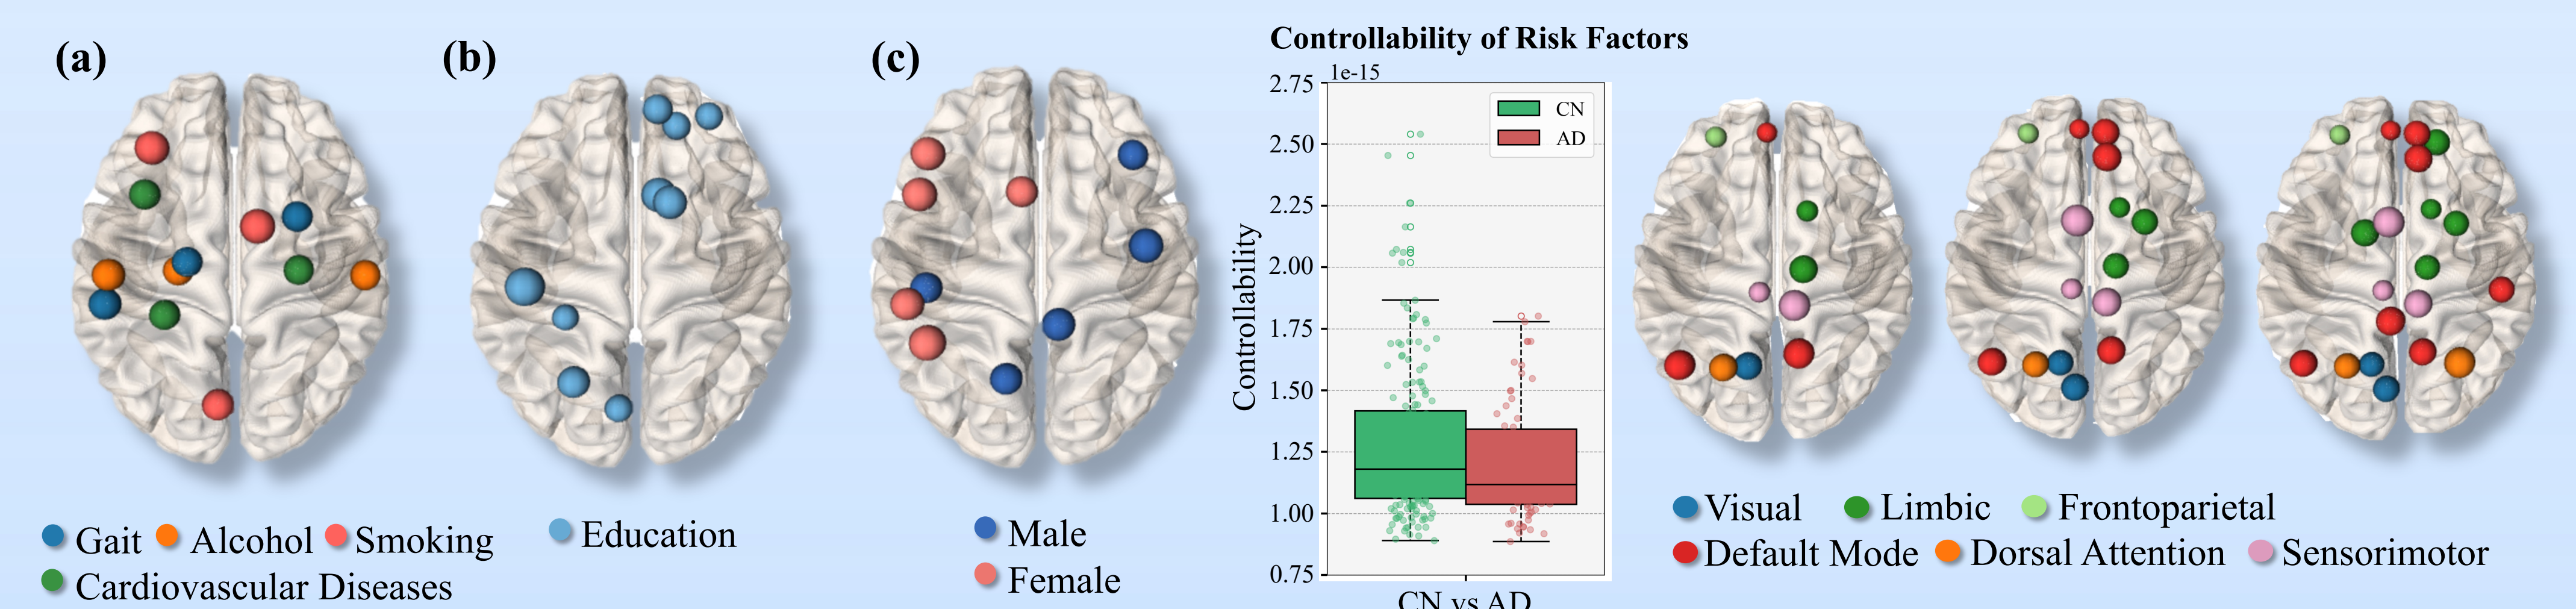 (a)
Gait Alcohol Smoking
Cardiovascular Diseases
(b)
Education
(c)
Male
Female
Controllability of Risk Factors
1e-15
2.75
2.50
2.25
2.00
1.75
1.50
1.25
1.00
0.75
Controllability
CN
AD
CN vs AD
Visual Limbic Frontoparietal
Default Mode Dorsal Attention Sensorimotor